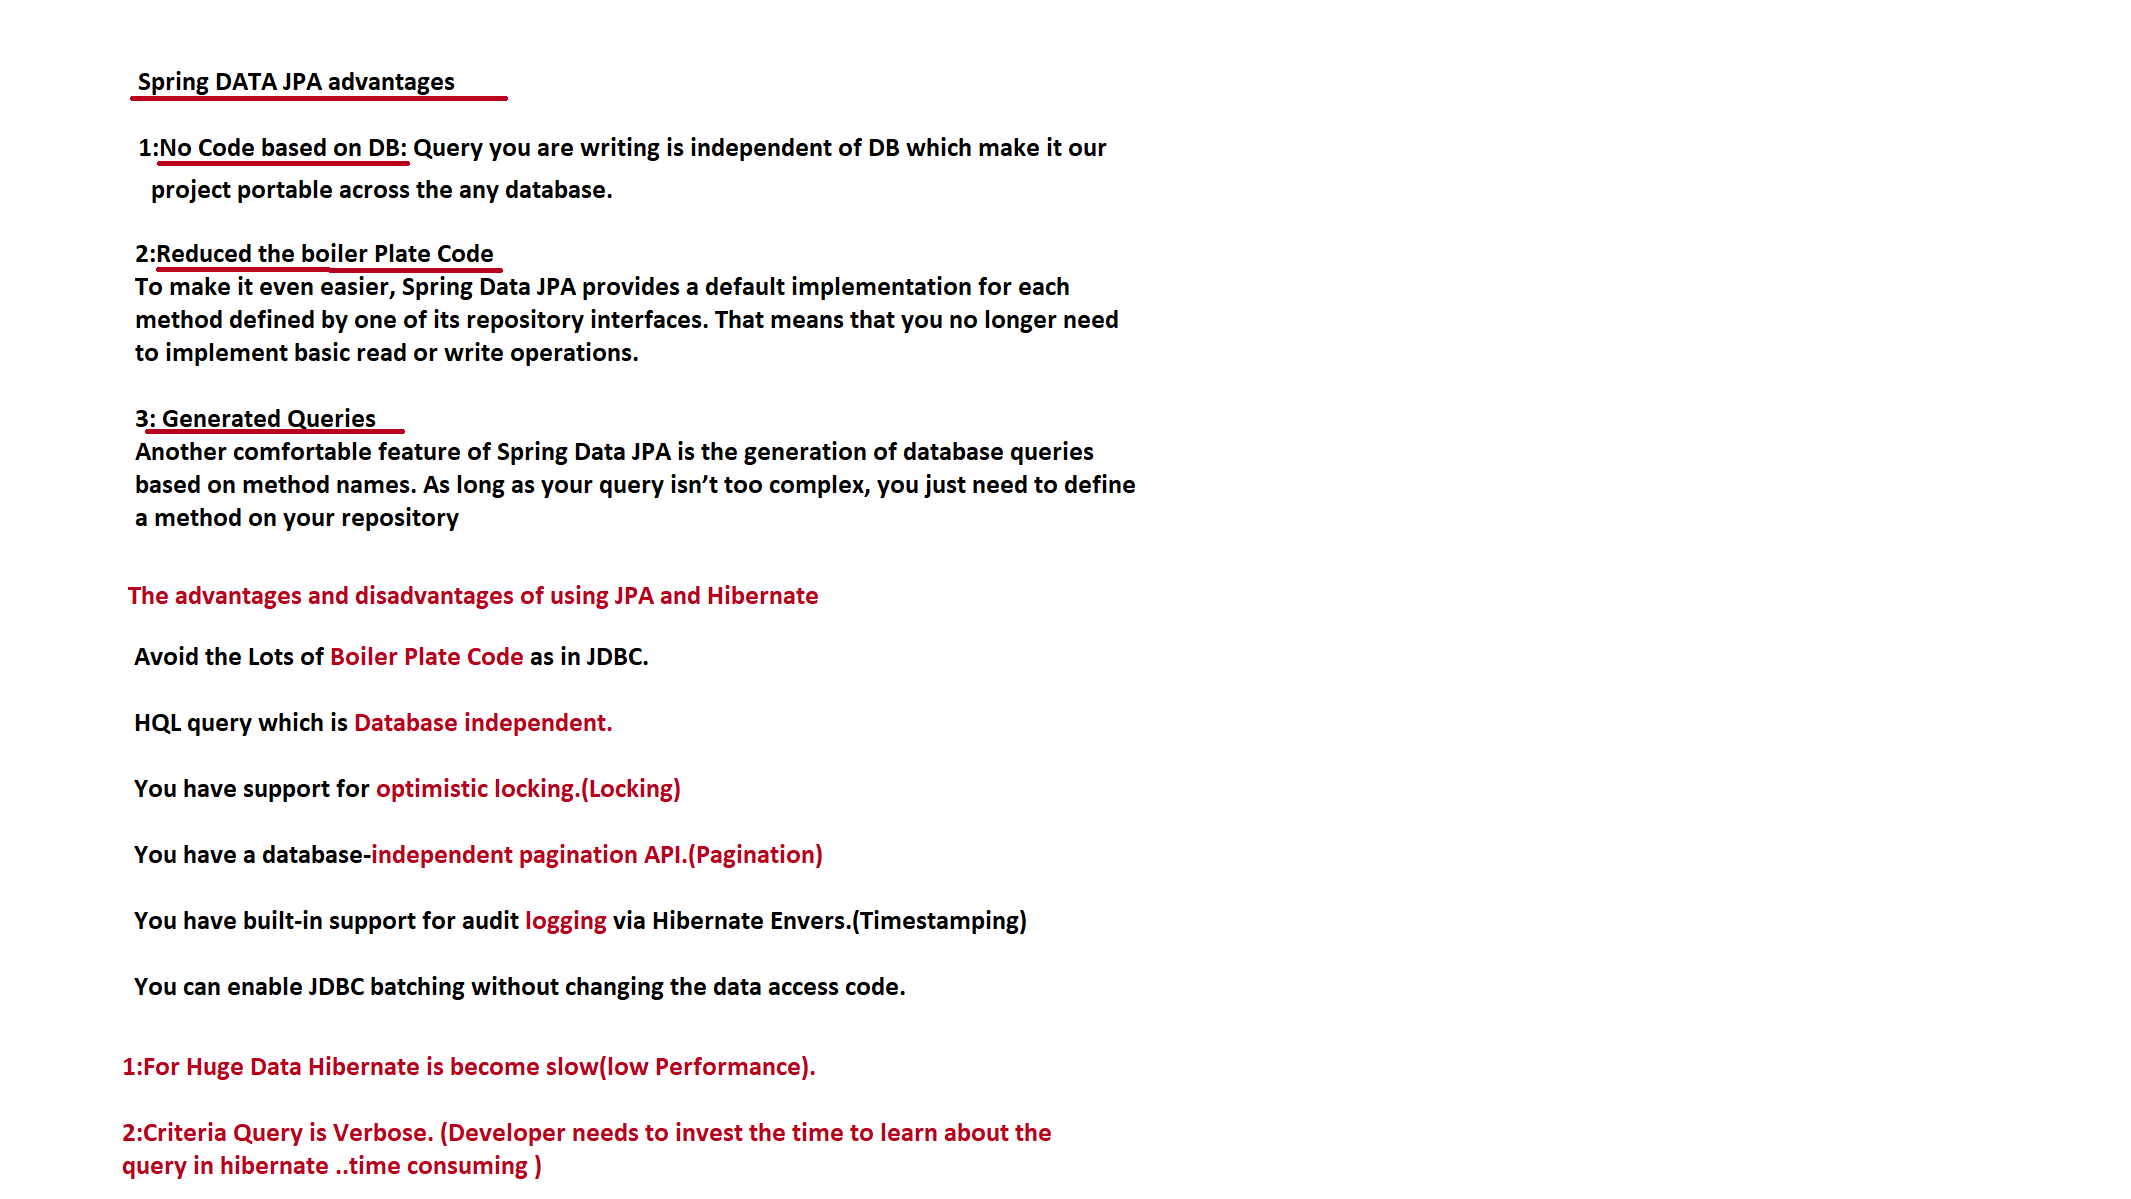 Spring DATA JPA advantages
1:No Code based on DB: Query you are writing is independent of DB which make it our
project portable across the any database.
2:Reduced the boiler Plate Code
To make it even easier, Spring Data JPA provides a default implementation for each
method defined by one of its repository interfaces. That means that you no longer need
to implement basic read or write operations.
3: Generated Queries
Another comfortable feature of Spring Data JPA is the generation of database queries
based on method names. As long as your query isn’t too complex, you just need to define
a method on your repository
The advantages and disadvantages of using JPA and Hibernate
Avoid the Lots of Boiler Plate Code as in JDBC.
HQL query which is Database independent.
You have support for optimistic locking.(Locking)
You have a database-independent pagination API.(Pagination)
You have built-in support for audit logging via Hibernate Envers.(Timestamping)
You can enable JDBC batching without changing the data access code.
1:For Huge Data Hibernate is become slow(low Performance).
2:Criteria Query is Verbose. (Developer needs to invest the time to learn about the
query in hibernate ..time consuming )